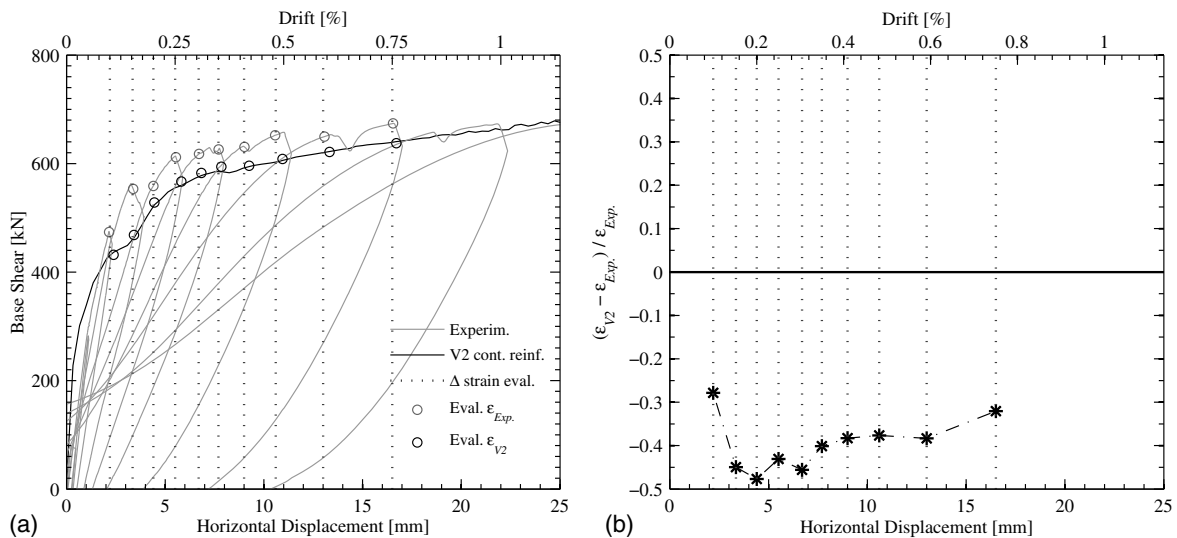 Drift [%]
0 0.25 0.5 0.75 1
800
600
400
200
0
Base Shear [kN]
Experim.
V2 cont. reinf.
Δ strain eval.
Eval. ε_Exp.
Eval. ε_V2
0 5 10 15 20 25
Horizontal Displacement [mm]
(a)
Drift [%]
0 0.2 0.4 0.6 0.8 1
0.5
0.4
0.3
0.2
0.1
0
−0.1
−0.2
−0.3
−0.4
−0.5
(ε_V2 − ε_Exp.) / ε_Exp.
0 5 10 15 20 25
Horizontal Displacement [mm]
(b)